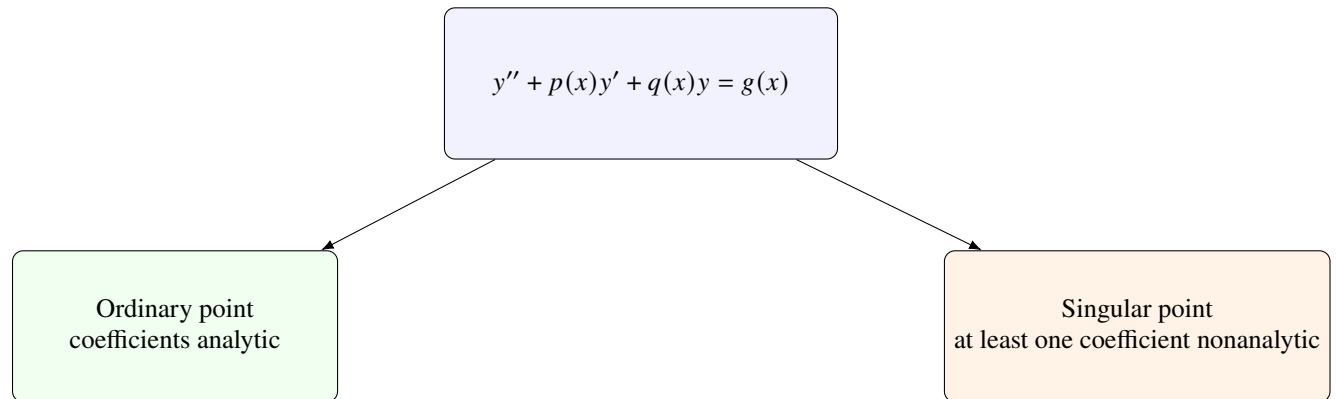 y′′ + p(x)y′ + q(x)y = g(x)
Ordinary point
coefficients analytic
Singular point
at least one coefficient nonanalytic